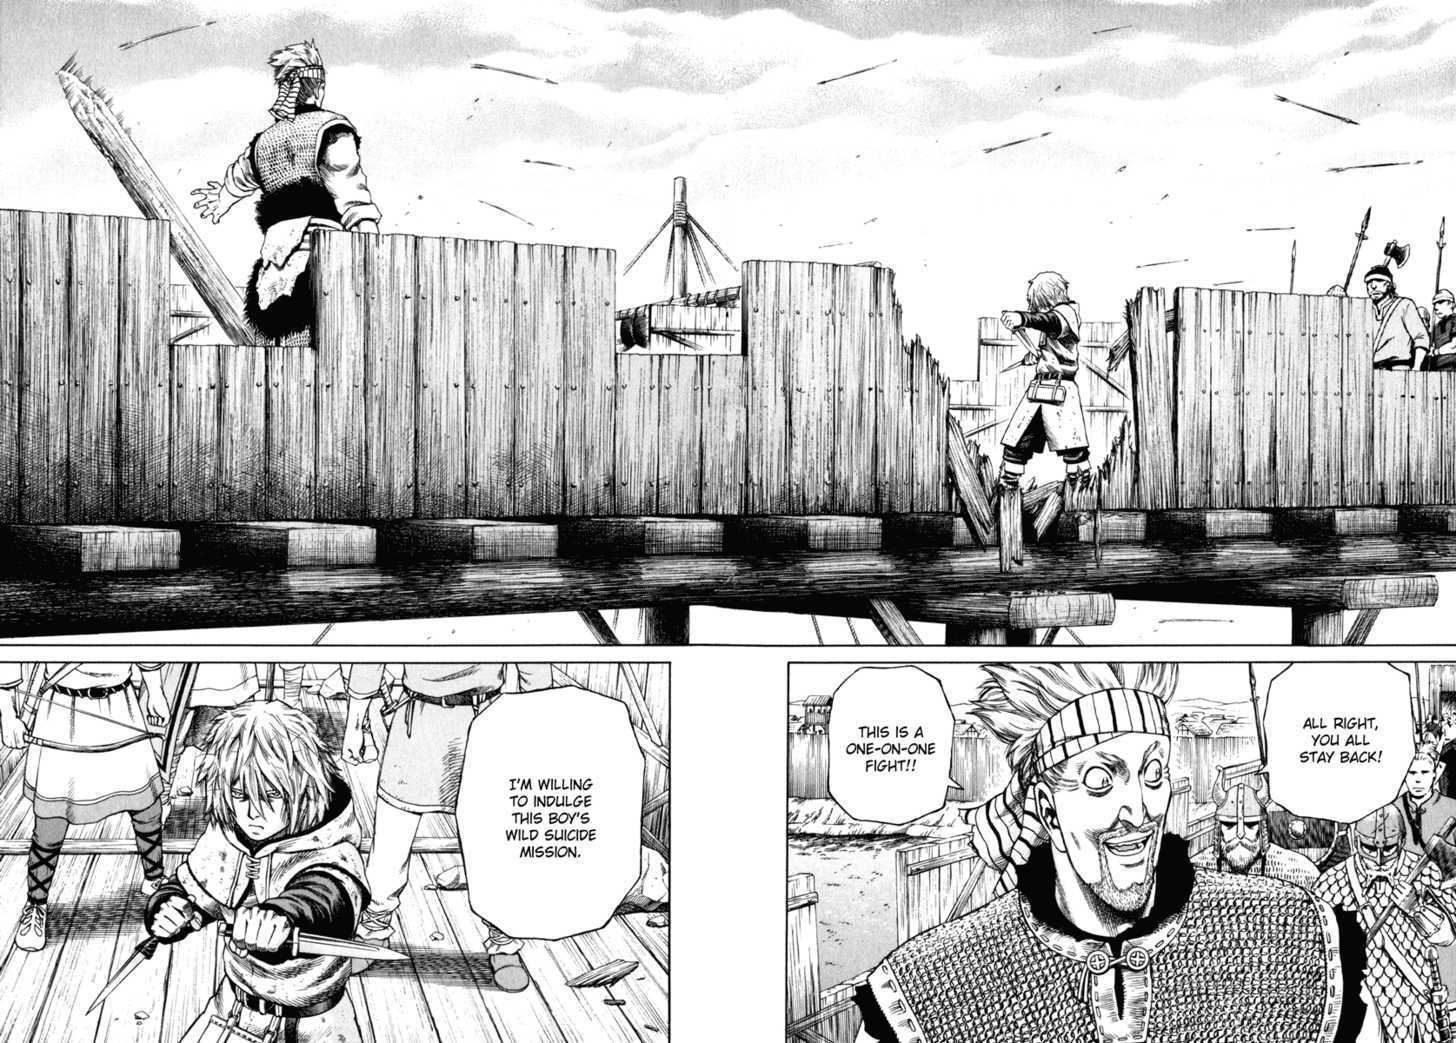 ALL RIGHT,
YOU ALL
STAY BACK!
THIS IS A
ONE-ON-ONE
FIGHT!!
I'M WILLING
TO INDULGE
THIS BOY'S
WILD SUICIDE
MISSION.